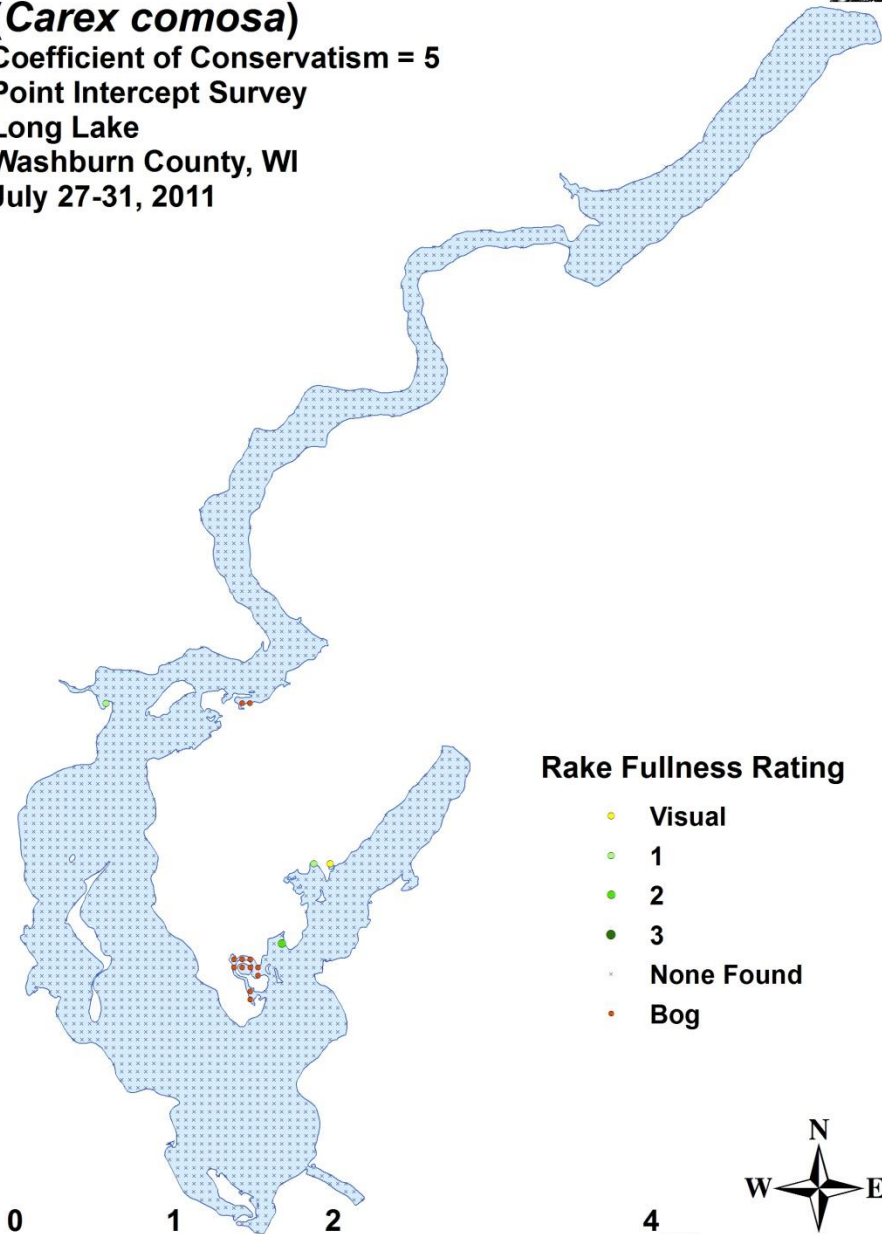 (Carex comosa)
Coefficient of Conservatism = 5
Point Intercept Survey
Long Lake
Washburn County, WI
July 27-31, 2011
Rake Fullness Rating
Visual
1
2
3
None Found
Bog
N
W E
0 1 2 4